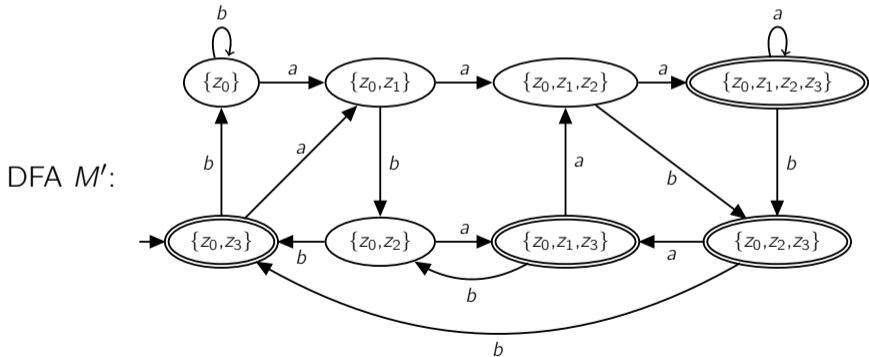 b a
{z0} a {z0,z1} a {z0,z1,z2} a {z0,z1,z2,z3}
b a b a b b
DFA M′:
{z0,z3} b {z0,z2} a {z0,z1,z3} a {z0,z2,z3}
b
b